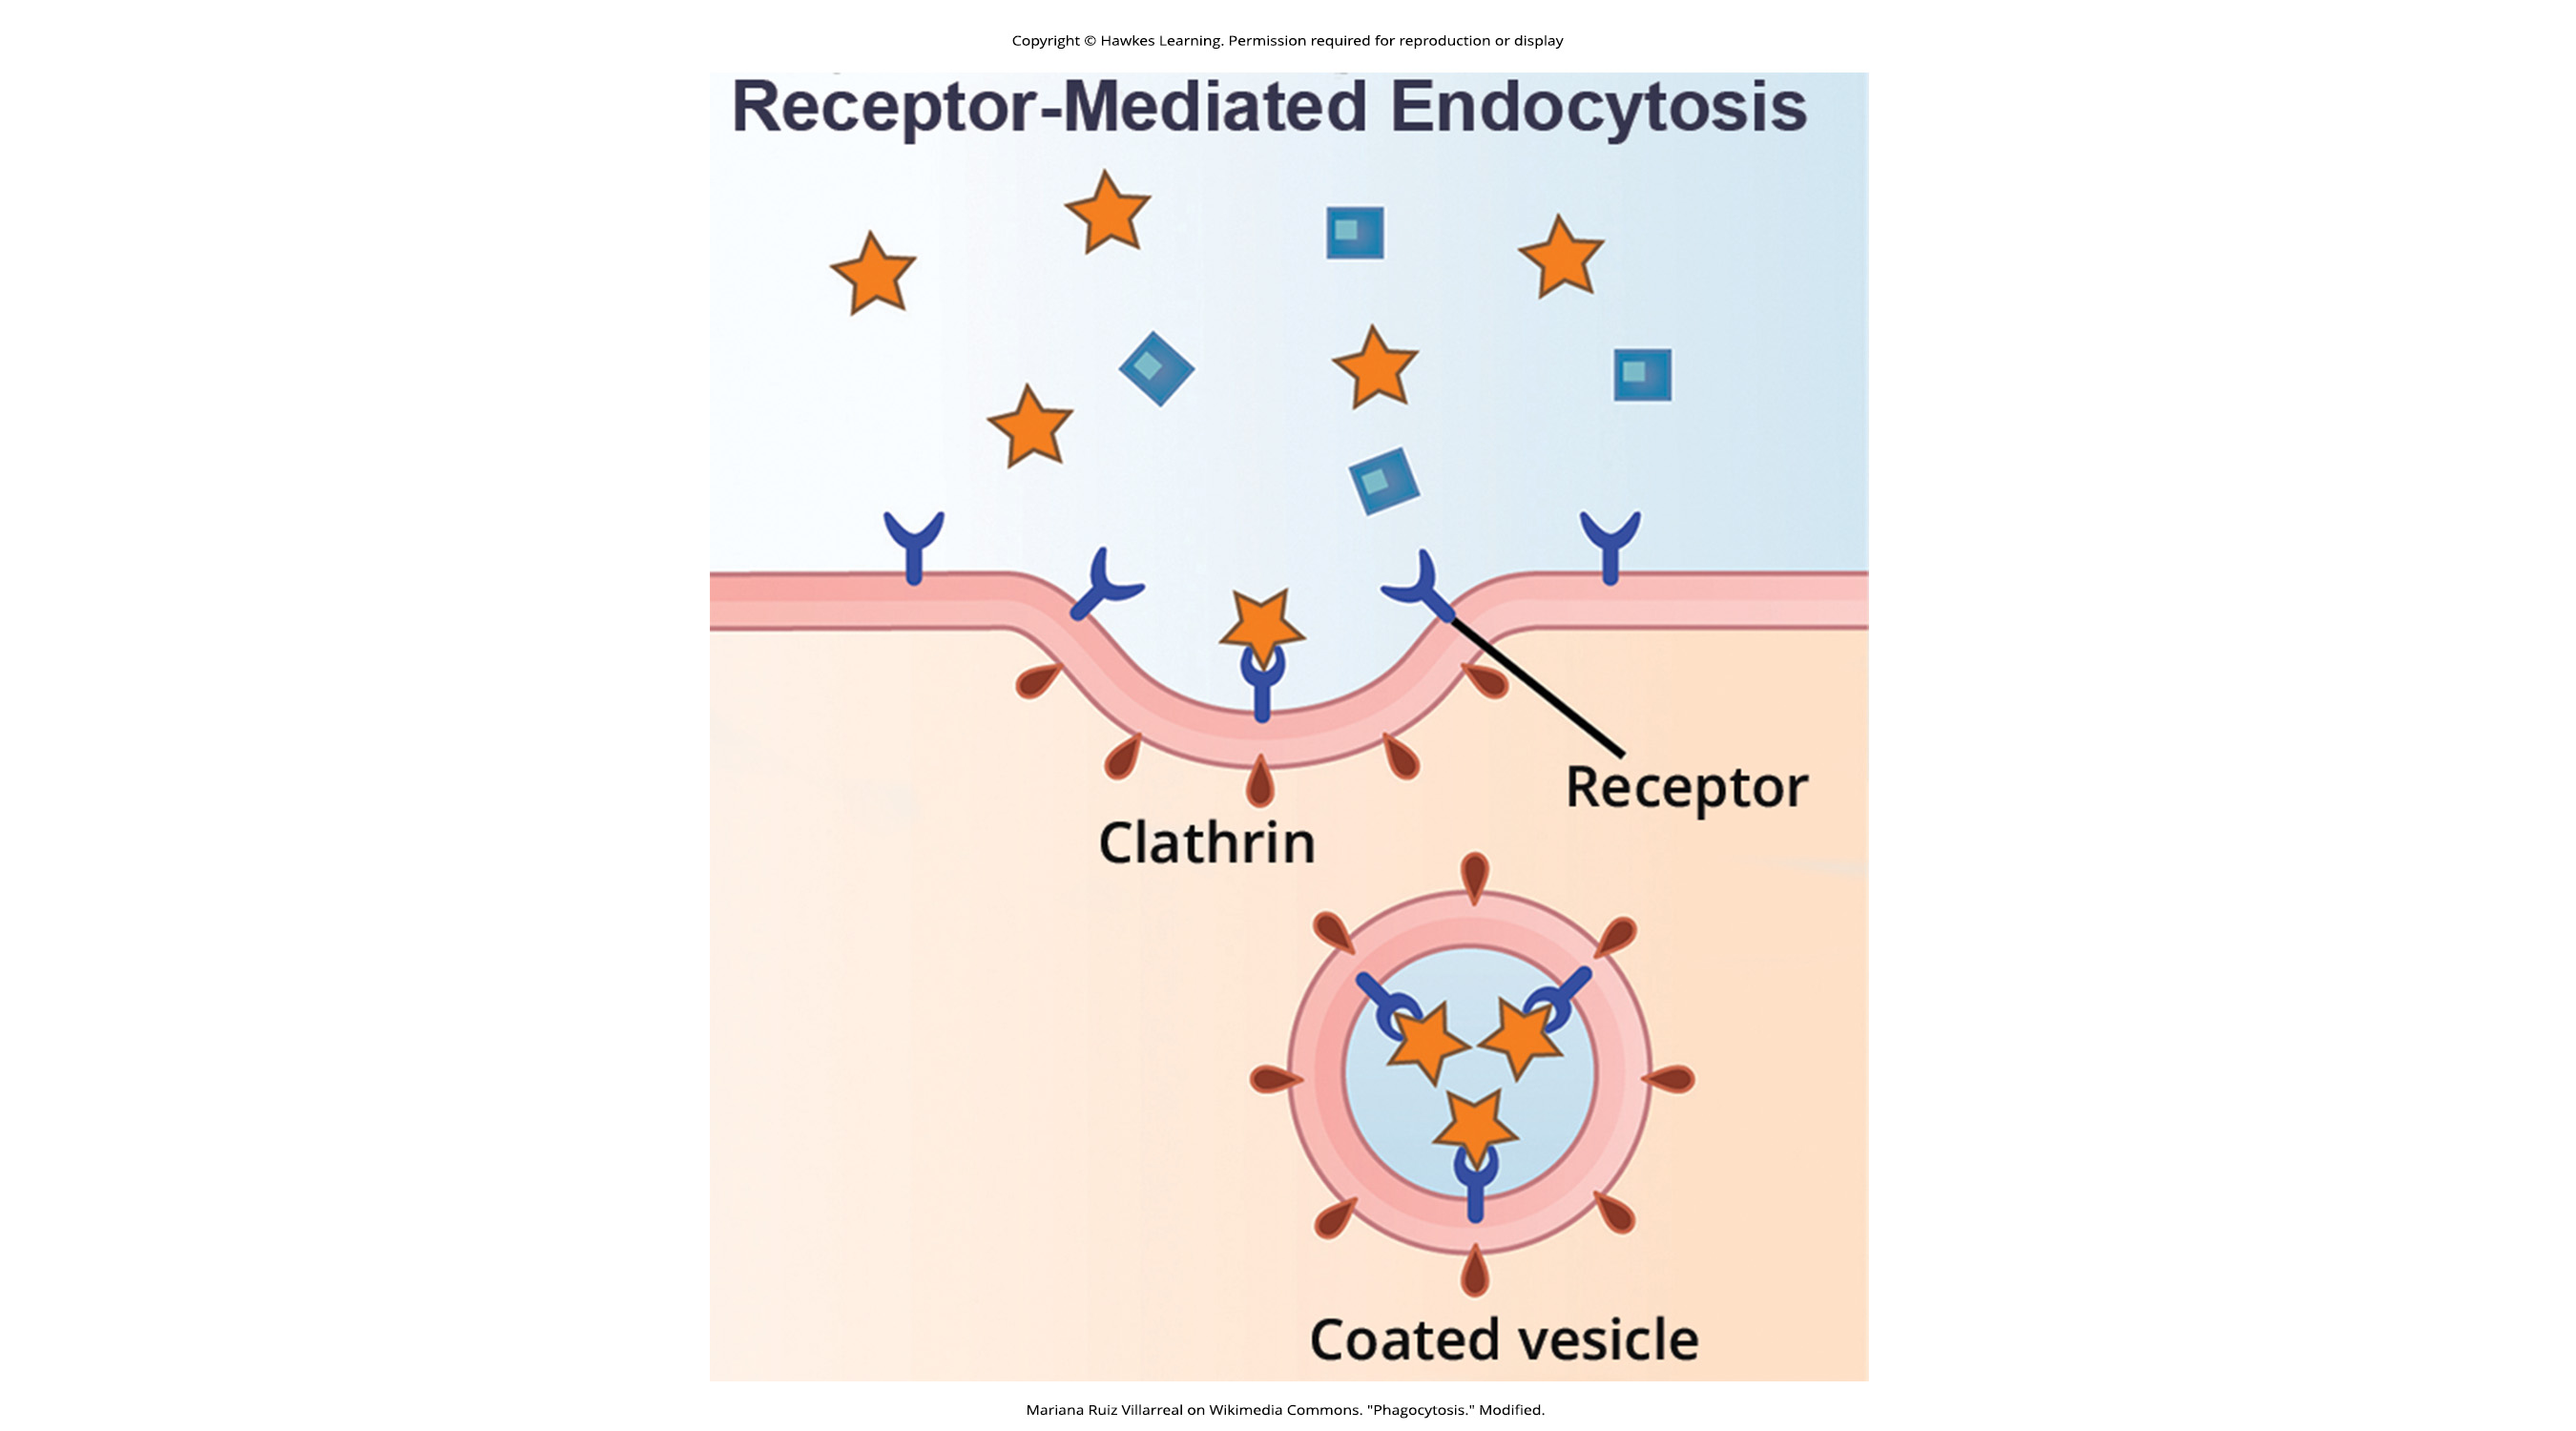 Copyright © Hawkes Learning. Permission required for reproduction or display
Receptor-Mediated Endocytosis
Receptor
Clathrin
Coated vesicle
Mariana Ruiz Villarreal on Wikimedia Commons. "Phagocytosis." Modified.